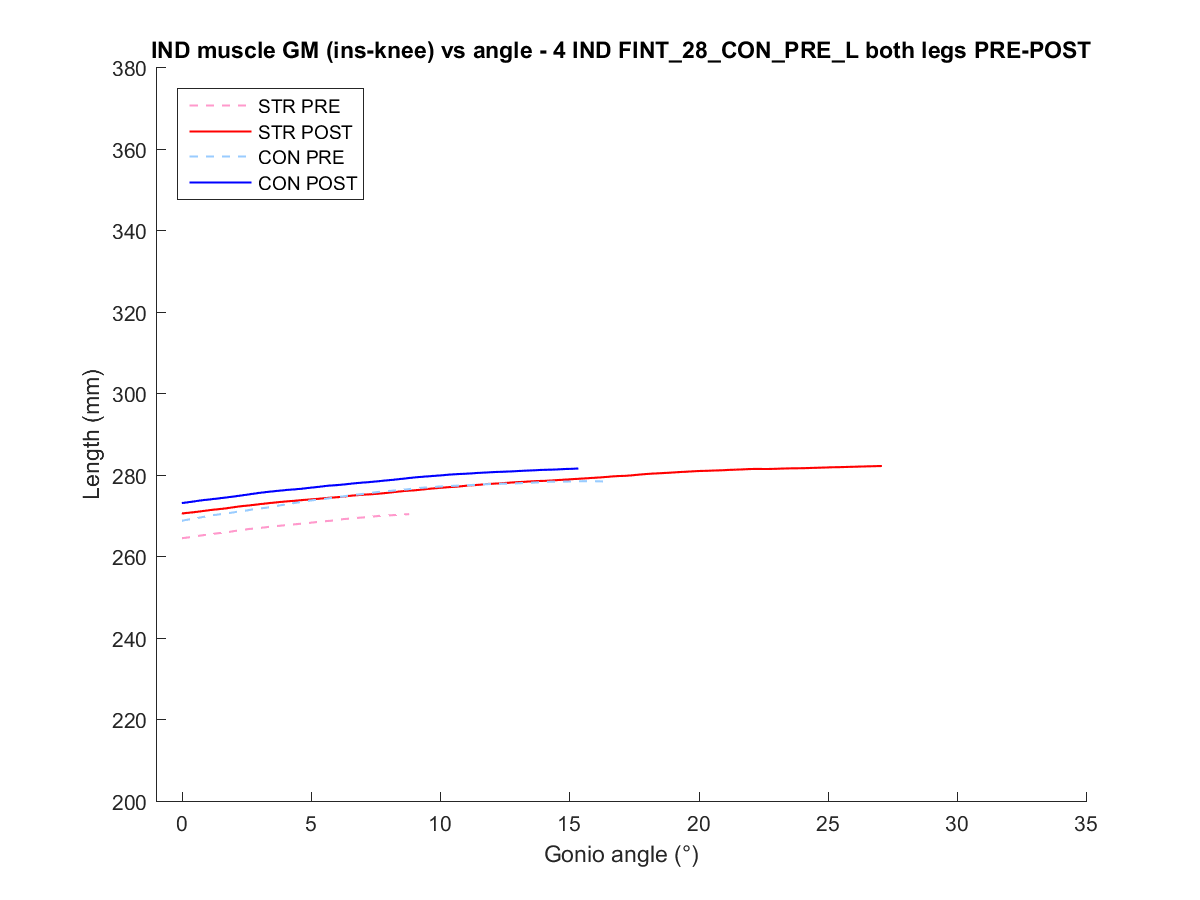 IND muscle GM (ins-knee) vs angle - 4 IND FINT_28_CON_PRE_L both legs PRE-POST
380
360
340
320
300
280
260
240
220
200
STR PRE
STR POST
CON PRE
CON POST
Length (mm)
0 5 10 15 20 25 30 35
Gonio angle (°)